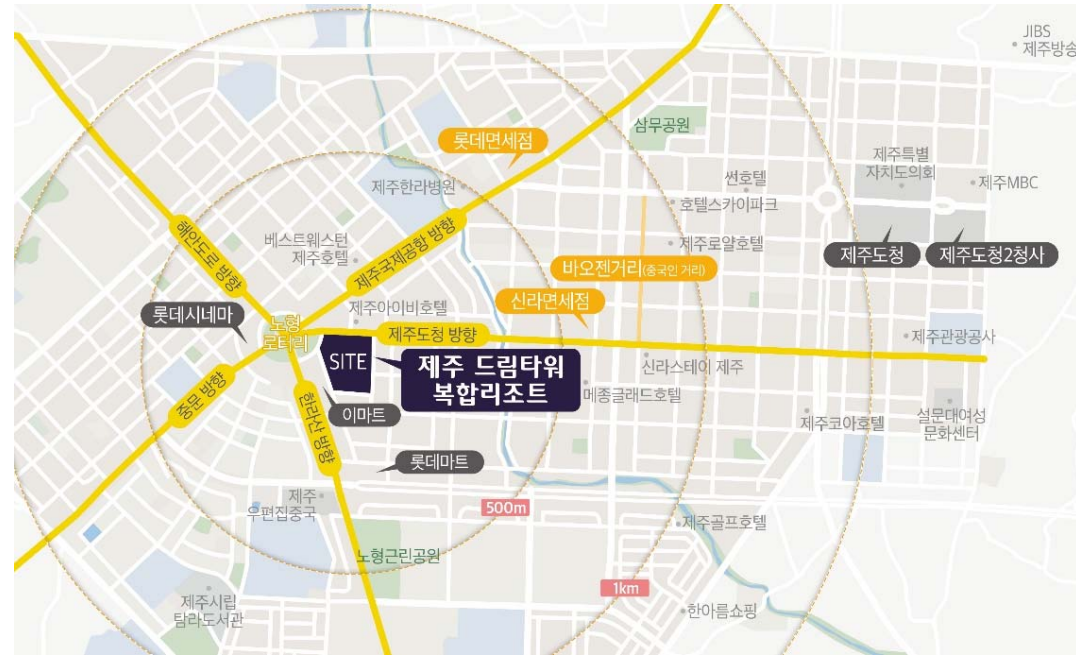 JIBS
제주방송
삼무공원
롯데면세점
제주특별
자치도의회
제주한라병원
썬호텔
제주MBC
호텔스카이파크
해안도로 방향
베스트웨스턴
제주호텔
제주국제공항 방향
제주로얄호텔
제주도청
제주도청2청사
바오젠거리(중국인 거리)
신라면세점
롯데시네마
제주아이비호텔
노형
로타리
제주도청 방향
제주관광공사
SITE
제주 드림타워
복합리조트
신라스테이 제주
메종글래드호텔
중문 방향
한라산 방향
이마트
제주코아호텔
설문대여성
문화센터
롯데마트
제주
우편집중국
500m
제주골프호텔
노형근린공원
1km
제주시립
탐라도서관
한아름쇼핑